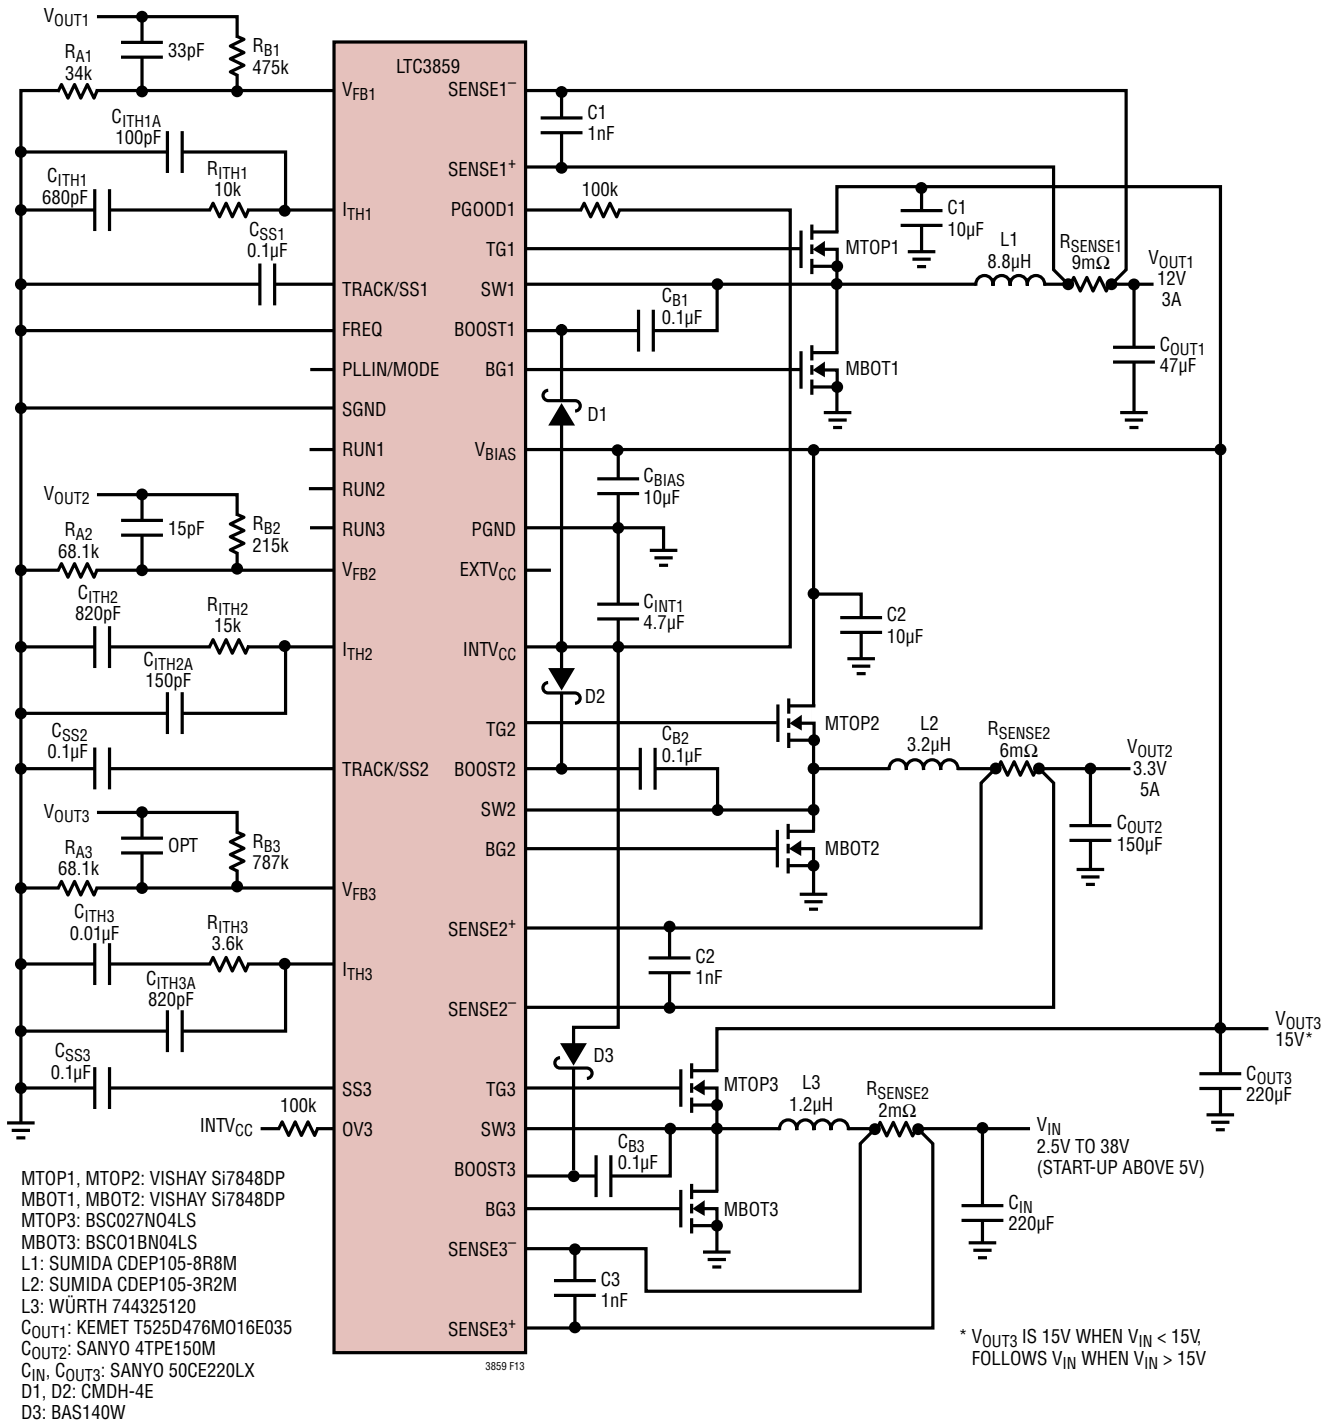 VOUT1
33pF
RB1
475k
RA1
34k
CITH1A
100pF
CITH1
680pF
RITH1
10k
CSS1
0.1µF
VOUT2
15pF
RB2
215k
RA2
68.1k
CITH2
820pF
RITH2
15k
CITH2A
150pF
CSS2
0.1µF
VOUT3
OPT
RB3
787k
RA3
68.1k
CITH3
0.01µF
RITH3
3.6k
CITH3A
820pF
CSS3
0.1µF
100k
INTVCC
LTC3859
VFB1
ITH1
TRACK/SS1
FREQ
PLLIN/MODE
SGND
RUN1
RUN2
RUN3
VFB2
ITH2
TRACK/SS2
VFB3
ITH3
SS3
OV3
SENSE1–
SENSE1+
PGOOD1
TG1
SW1
BOOST1
BG1
VBIAS
PGND
EXTVCC
INTVCC
TG2
BOOST2
SW2
BG2
SENSE2+
SENSE2–
TG3
SW3
BOOST3
BG3
SENSE3–
SENSE3+
C1
1nF
100k
MTOP1
C1
10µF
L1
8.8µH
RSENSE1
9mΩ
VOUT1
12V
3A
CB1
0.1µF
MBOT1
COUT1
47µF
D1
CBIAS
10µF
CINT1
4.7µF
C2
10µF
D2
MTOP2
L2
3.2µH
RSENSE2
6mΩ
VOUT2
3.3V
5A
CB2
0.1µF
MBOT2
COUT2
150µF
C2
1nF
VOUT3
15V*
D3
MTOP3
L3
1.2µH
RSENSE2
2mΩ
COUT3
220µF
VIN
2.5V TO 38V
(START-UP ABOVE 5V)
CB3
0.1µF
MBOT3
CIN
220µF
C3
1nF
MTOP1, MTOP2: VISHAY Si7848DP
MBOT1, MBOT2: VISHAY Si7848DP
MTOP3: BSC027NO4LS
MBOT3: BSCO1BN04LS
L1: SUMIDA CDEP105-8R8M
L2: SUMIDA CDEP105-3R2M
L3: WÜRTH 744325120
COUT1: KEMET T525D476MO16E035
COUT2: SANYO 4TPE150M
CIN, COUT3: SANYO 50CE220LX
D1, D2: CMDH-4E
D3: BAS140W
3859 F13
* VOUT3 IS 15V WHEN VIN < 15V,
FOLLOWS VIN WHEN VIN > 15V